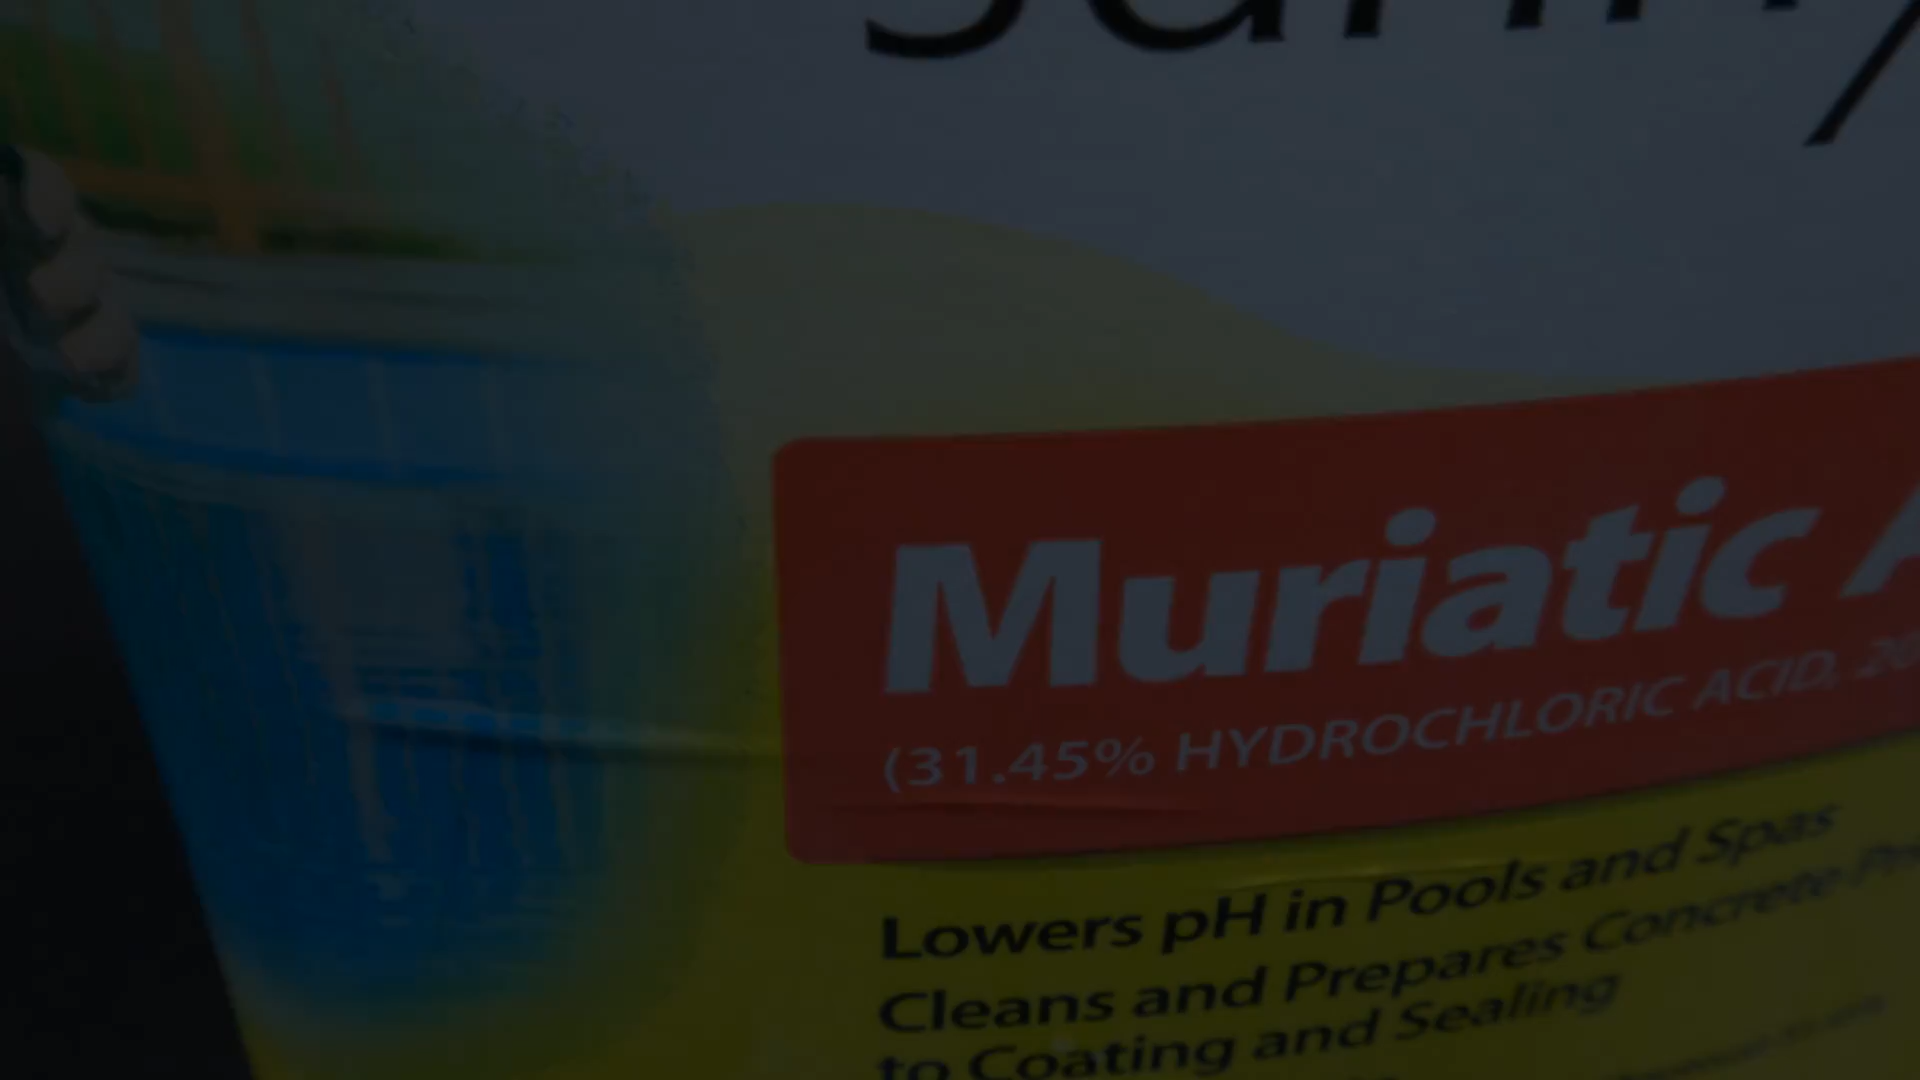 Muriatic
(31.45% HYDROCHLORIC ACID,
Lowers pH in Pools and Spas
Cleans and Prepares Concrete
to Coating and Sealing